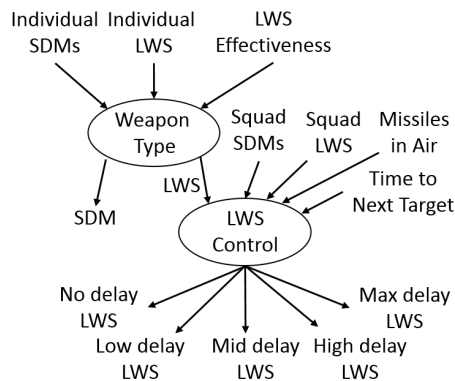 Individual
SDMs
Individual
LWS
LWS
Effectiveness
Weapon
Type
Squad
SDMs
Squad
LWS
Missiles
in Air
Time to
Next Target
LWS
SDM
LWS
Control
No delay
LWS
Low delay
LWS
Mid delay
LWS
High delay
LWS
Max delay
LWS